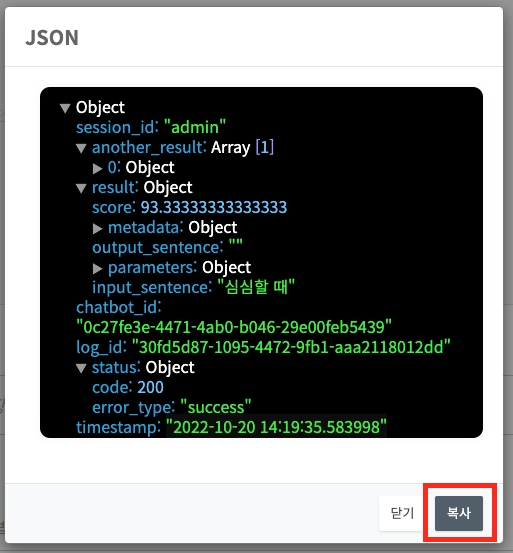 JSON
▼ Object
session_id: "admin"
▼ another_result: Array [1]
▶ 0: Object
▼ result: Object
score: 93.33333333333333
▶ metadata: Object
output_sentence: ""
▶ parameters: Object
input_sentence: "심심할 때"
chatbot_id:
"0c27fe3e-4471-4ab0-b046-29e00feb5439"
log_id: "30fd5d87-1095-4472-9fb1-aaa2118012dd"
▼ status: Object
code: 200
error_type: "success"
timestamp: "2022-10-20 14:19:35.583998"
닫기 복사